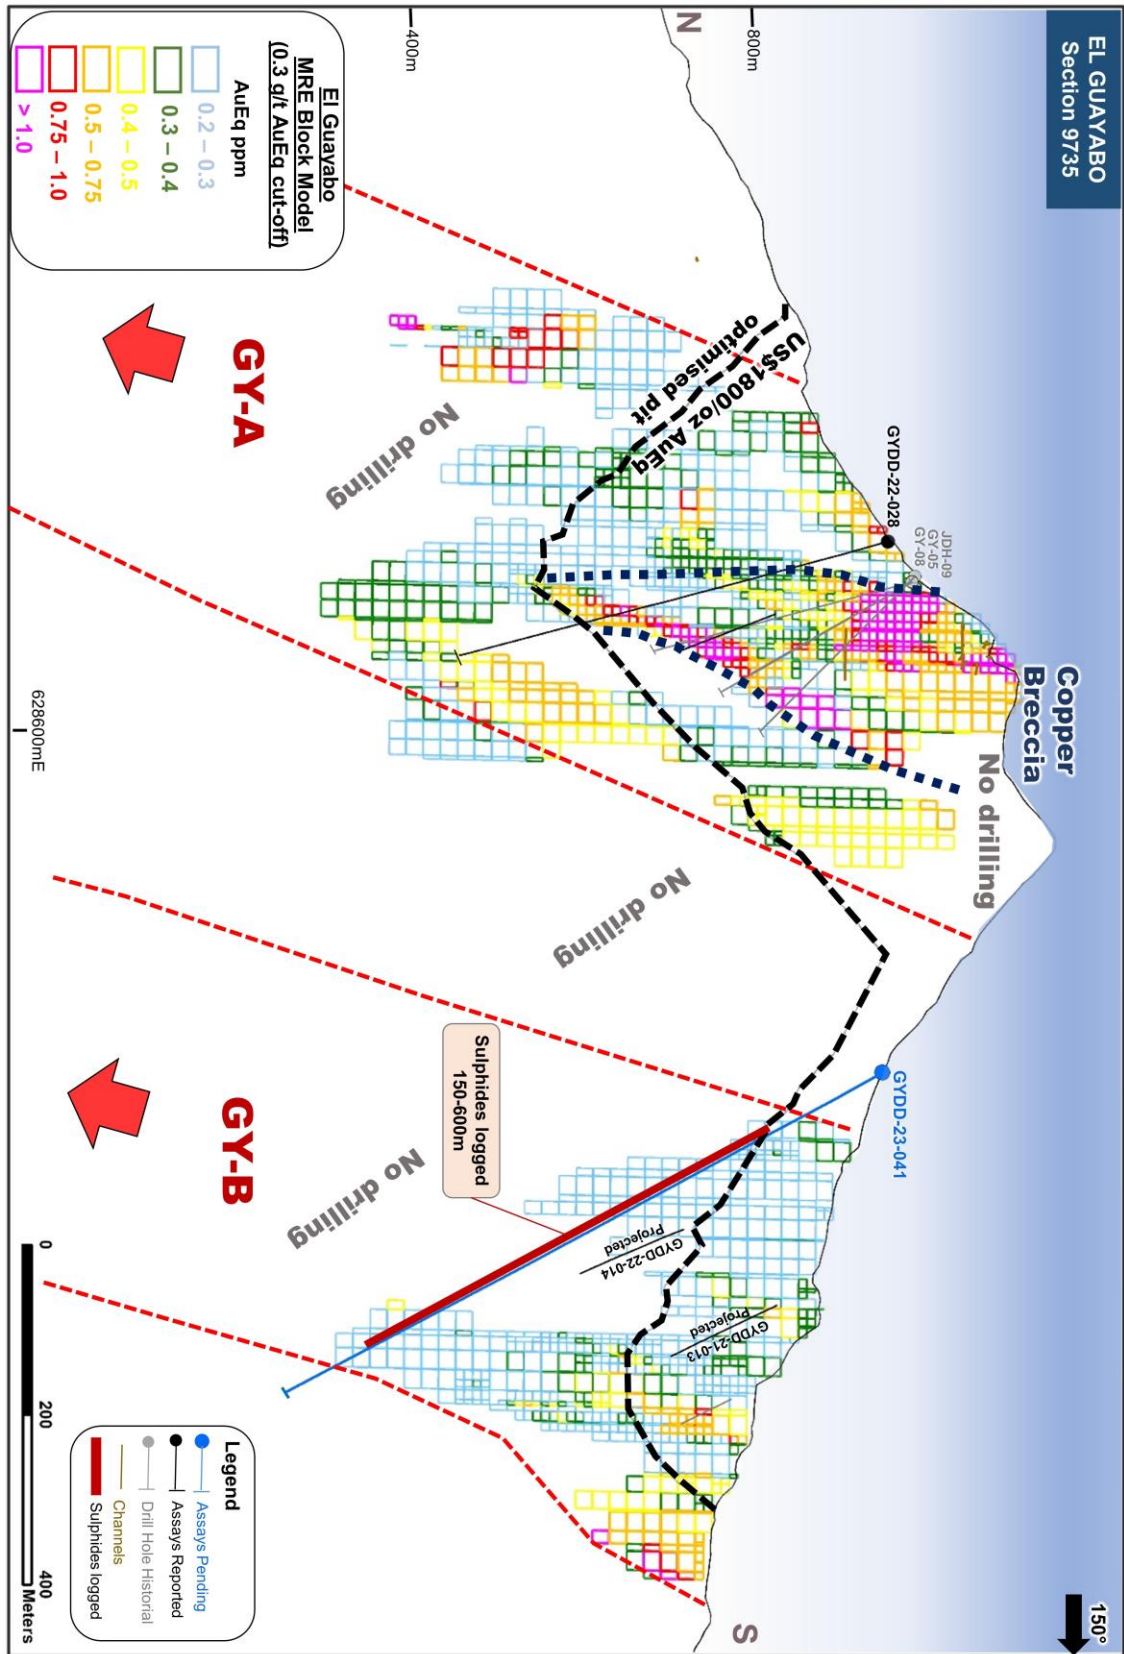 EL GUAYABO
Section 9735
150°
N
S
800m
400m
Copper
Breccia
No drilling
JDH-09
GY-05
GY-08
GYDD-22-028
GYDD-23-041
US$1800/oz AuEq
optimised pit
No drilling
No drilling
No drilling
GYDD-22-014
Projected
GYDD-21-013
Projected
Sulphides logged
150-600m
GY-A
GY-B
628600mE
El Guayabo
MRE Block Model
(0.3 g/t AuEq cut-off)
AuEq ppm
0.2 – 0.3
0.3 – 0.4
0.4 – 0.5
0.5 – 0.75
0.75 – 1.0
> 1.0
Legend
Assays Pending
Assays Reported
Drill Hole Historial
Channels
Sulphides logged
0
200
400
Meters